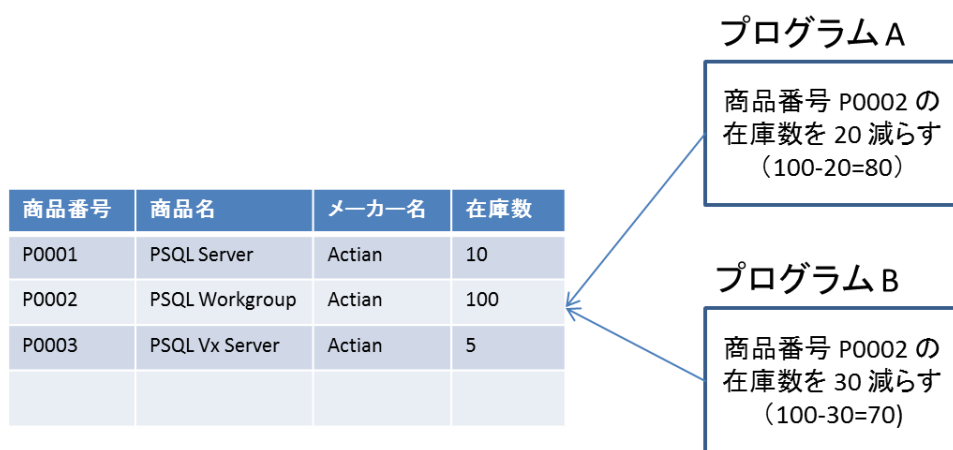 プログラム A
商品番号 P0002 の
在庫数を 20 減らす
（100-20=80）
商品番号 商品名 メーカー名 在庫数
P0001 PSQL Server Actian 10
P0002 PSQL Workgroup Actian 100
P0003 PSQL Vx Server Actian 5
プログラム B
商品番号 P0002 の
在庫数を 30 減らす
（100-30=70)